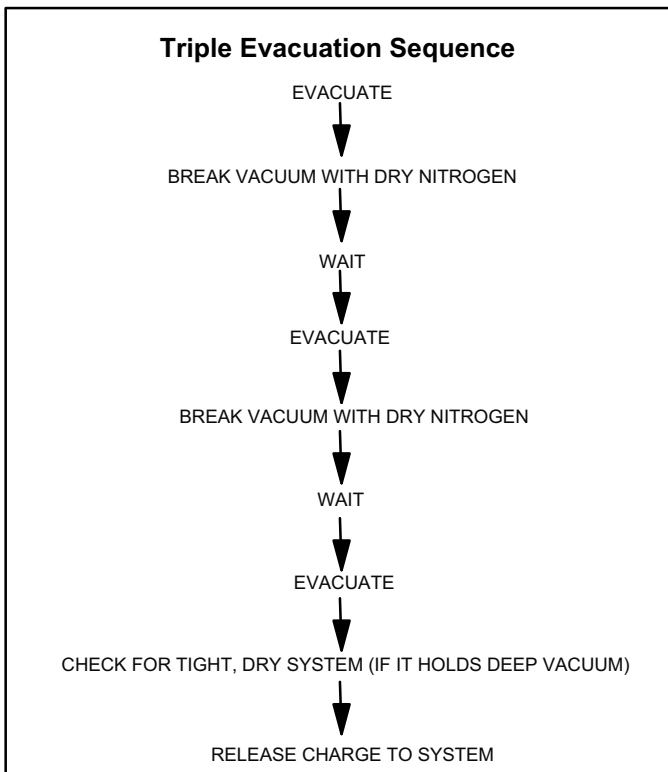 Triple Evacuation Sequence
EVACUATE
BREAK VACUUM WITH DRY NITROGEN
WAIT
EVACUATE
BREAK VACUUM WITH DRY NITROGEN
WAIT
EVACUATE
CHECK FOR TIGHT, DRY SYSTEM (IF IT HOLDS DEEP VACUUM)
RELEASE CHARGE TO SYSTEM